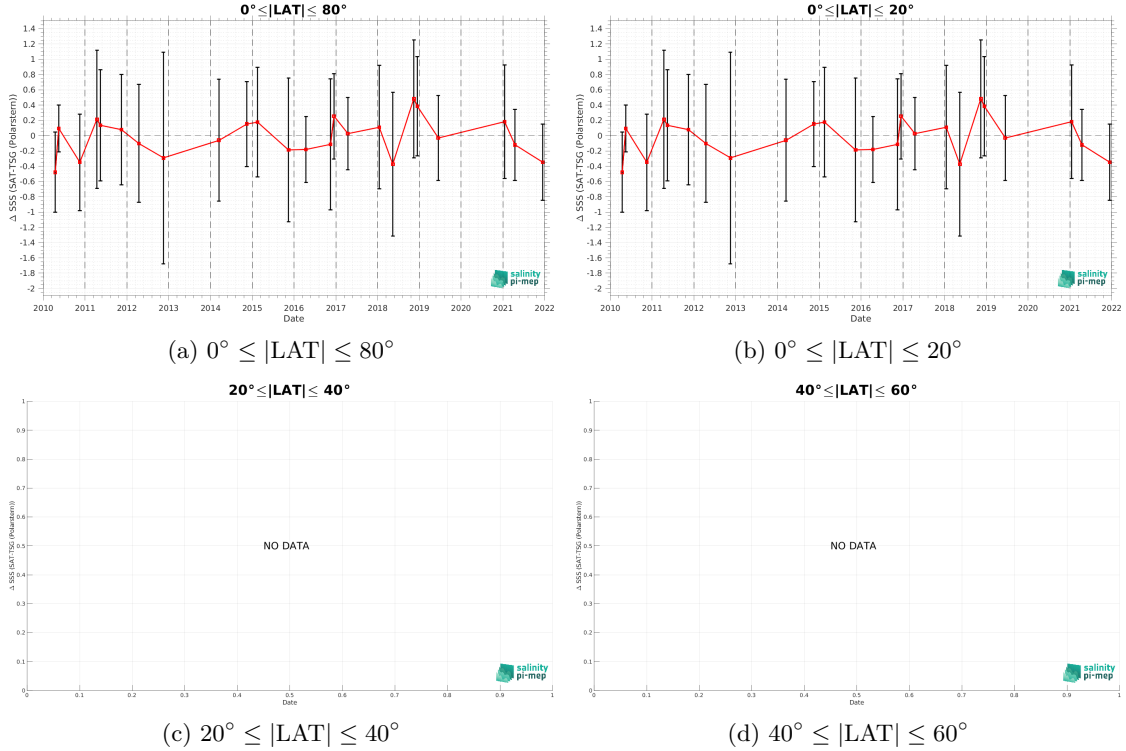 0°≤|LAT|≤ 80°
Δ SSS (SAT-TSG (Polarstern))
1.4
1.2
1
0.8
0.6
0.4
0.2
0
-0.2
-0.4
-0.6
-0.8
-1
-1.2
-1.4
-1.6
-1.8
-2
salinity
pi-mep
2010 2011 2012 2013 2014 2015 2016 2017 2018 2019 2020 2021 2022
Date
(a) 0° ≤ |LAT| ≤ 80°
0°≤|LAT|≤ 20°
Δ SSS (SAT-TSG (Polarstern))
1.4
1.2
1
0.8
0.6
0.4
0.2
0
-0.2
-0.4
-0.6
-0.8
-1
-1.2
-1.4
-1.6
-1.8
-2
salinity
pi-mep
2010 2011 2012 2013 2014 2015 2016 2017 2018 2019 2020 2021 2022
Date
(b) 0° ≤ |LAT| ≤ 20°
20°≤|LAT|≤ 40°
Δ SSS (SAT-TSG (Polarstern))
1
0.9
0.8
0.7
0.6
0.5
0.4
0.3
0.2
0.1
0
NO DATA
salinity
pi-mep
0 0.1 0.2 0.3 0.4 0.5 0.6 0.7 0.8 0.9 1
Date
(c) 20° ≤ |LAT| ≤ 40°
40°≤|LAT|≤ 60°
Δ SSS (SAT-TSG (Polarstern))
1
0.9
0.8
0.7
0.6
0.5
0.4
0.3
0.2
0.1
0
NO DATA
salinity
pi-mep
0 0.1 0.2 0.3 0.4 0.5 0.6 0.7 0.8 0.9 1
Date
(d) 40° ≤ |LAT| ≤ 60°